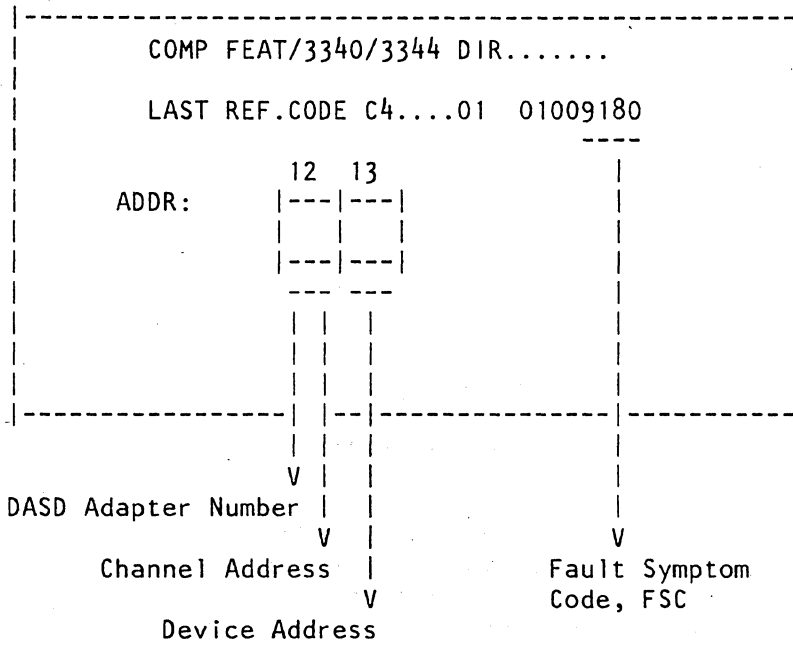 COMP FEAT/3340/3344 DIR.......
LAST REF.CODE C4....01 01009180
12 13
ADDR:
DASD Adapter Number
Channel Address
Device Address
Fault Symptom
Code, FSC